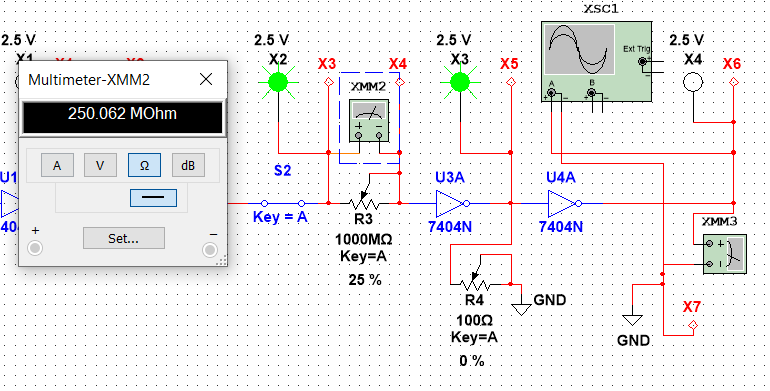 XSC1
2.5 V
2.5 V
2.5 V
2.5 V
X2
X3
X4
X3
X5
X4
X6
Ext Trig
A
B
Multimeter-XMM2
250.062 MOhm
A
V
Ω
dB
Set...
+
−
XMM2
S2
Key = A
U1
404
R3
1000MΩ
Key=A
25 %
U3A
7404N
U4A
7404N
R4
100Ω
Key=A
0 %
GND
XMM3
GND
X7